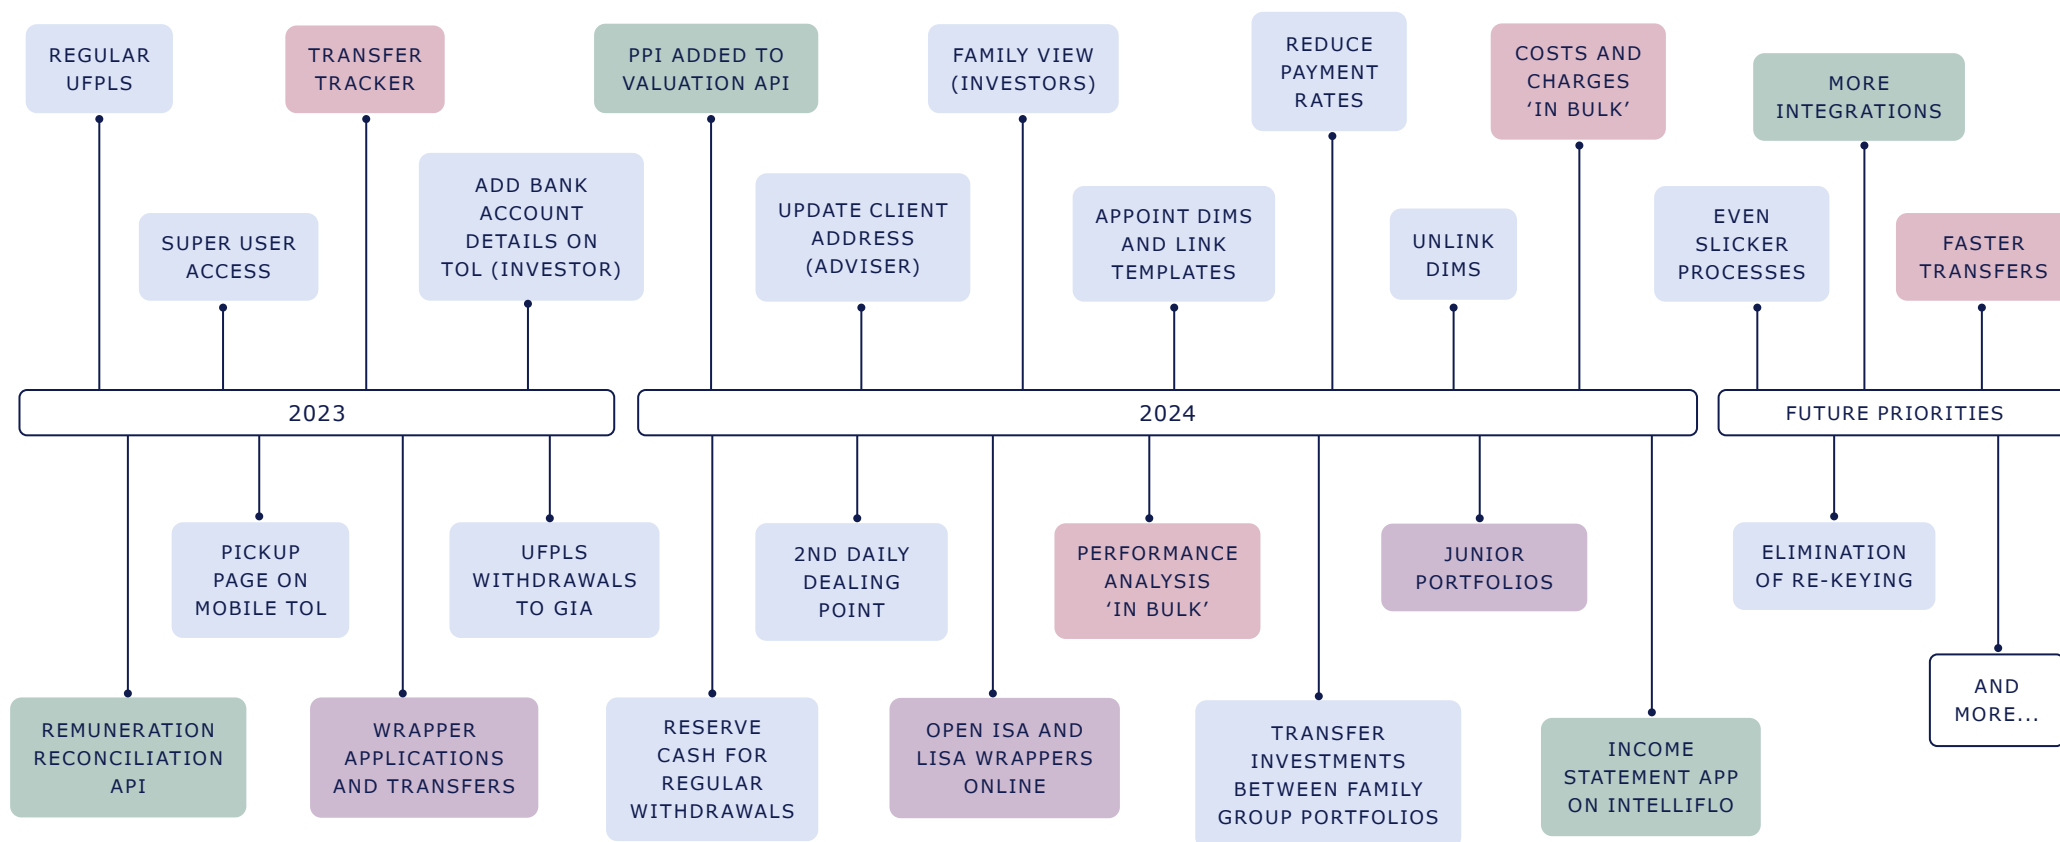 REGULAR
UFPLS
TRANSFER
TRACKER
PPI ADDED TO
VALUATION API
FAMILY VIEW
(INVESTORS)
REDUCE
PAYMENT
RATES
COSTS AND
CHARGES
‘IN BULK’
MORE
INTEGRATIONS
SUPER USER
ACCESS
ADD BANK
ACCOUNT
DETAILS ON
TOL (INVESTOR)
UPDATE CLIENT
ADDRESS
(ADVISER)
APPOINT DIMS
AND LINK
TEMPLATES
UNLINK
DIMS
EVEN
SLICKER
PROCESSES
FASTER
TRANSFERS
2023
2024
FUTURE PRIORITIES
PICKUP
PAGE ON
MOBILE TOL
UFPLS
WITHDRAWALS
TO GIA
2ND DAILY
DEALING
POINT
PERFORMANCE
ANALYSIS
‘IN BULK’
JUNIOR
PORTFOLIOS
ELIMINATION
OF RE-KEYING
REMUNERATION
RECONCILIATION
API
WRAPPER
APPLICATIONS
AND TRANSFERS
RESERVE
CASH FOR
REGULAR
WITHDRAWALS
OPEN ISA AND
LISA WRAPPERS
ONLINE
TRANSFER
INVESTMENTS
BETWEEN FAMILY
GROUP PORTFOLIOS
INCOME
STATEMENT APP
ON INTELLIFLO
AND
MORE...